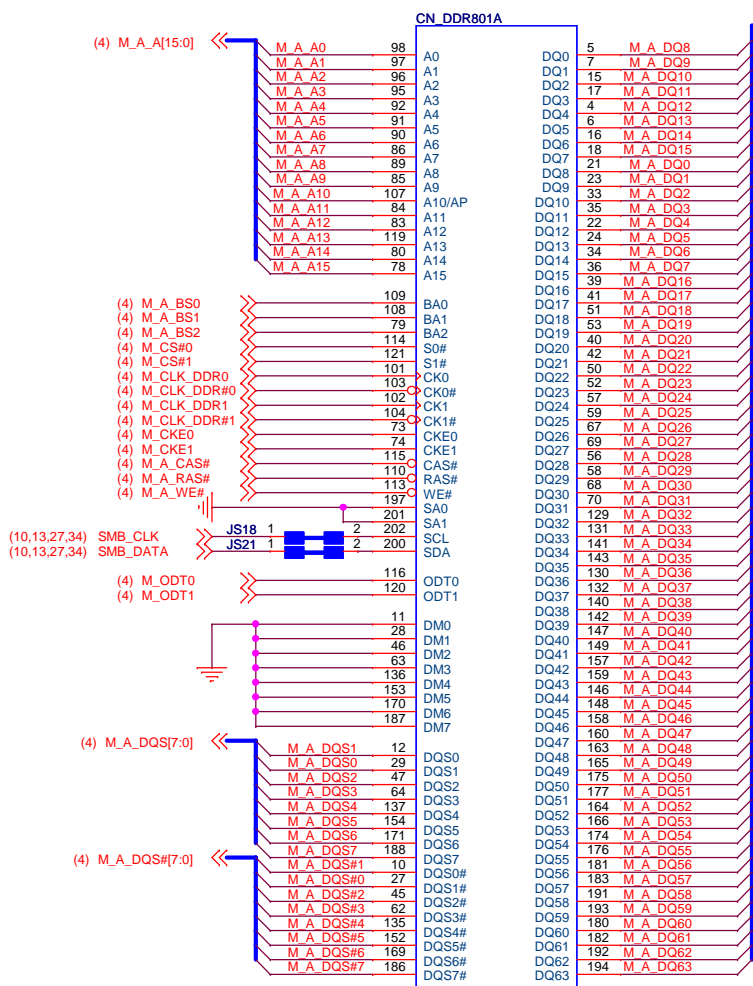 CN_DDR801A
(4) M_A_A[15:0]
M_A_A0 98 A0 DQ0 5 M_A_DQ8
M_A_A1 97 A1 DQ1 7 M_A_DQ9
M_A_A2 96 A2 DQ2 15 M_A_DQ10
M_A_A3 95 A3 DQ3 17 M_A_DQ11
M_A_A4 92 A4 DQ4 4 M_A_DQ12
M_A_A5 91 A5 DQ5 6 M_A_DQ13
M_A_A6 90 A6 DQ6 16 M_A_DQ14
M_A_A7 86 A7 DQ7 18 M_A_DQ15
M_A_A8 89 A8 DQ8 21 M_A_DQ0
M_A_A9 85 A9 DQ9 23 M_A_DQ1
M_A_A10 107 A10/AP DQ10 33 M_A_DQ2
M_A_A11 84 A11 DQ11 35 M_A_DQ3
M_A_A12 83 A12 DQ12 22 M_A_DQ4
M_A_A13 119 A13 DQ13 24 M_A_DQ5
M_A_A14 80 A14 DQ14 34 M_A_DQ6
M_A_A15 78 A15 DQ15 36 M_A_DQ7
DQ16 39 M_A_DQ16
(4) M_A_BS0 109 BA0 DQ17 41 M_A_DQ17
(4) M_A_BS1 108 BA1 DQ18 51 M_A_DQ18
(4) M_A_BS2 79 BA2 DQ19 53 M_A_DQ19
(4) M_CS#0 114 S0# DQ20 40 M_A_DQ20
(4) M_CS#1 121 S1# DQ21 42 M_A_DQ21
(4) M_CLK_DDR0 101 CK0 DQ22 50 M_A_DQ22
(4) M_CLK_DDR#0 103 CK0# DQ23 52 M_A_DQ23
(4) M_CLK_DDR1 102 CK1 DQ24 57 M_A_DQ24
(4) M_CLK_DDR#1 104 CK1# DQ25 59 M_A_DQ25
(4) M_CKE0 73 CKE0 DQ26 67 M_A_DQ26
(4) M_CKE1 74 CKE1 DQ27 69 M_A_DQ27
(4) M_A_CAS# 115 CAS# DQ28 56 M_A_DQ28
(4) M_A_RAS# 110 RAS# DQ29 58 M_A_DQ29
(4) M_A_WE# 113 WE# DQ30 68 M_A_DQ30
197 SA0 DQ31 70 M_A_DQ31
201 SA1 DQ32 129 M_A_DQ32
(10,13,27,34) SMB_CLK JS18 1 2 202 SCL DQ33 131 M_A_DQ33
(10,13,27,34) SMB_DATA JS21 1 2 200 SDA DQ34 141 M_A_DQ34
DQ35 143 M_A_DQ35
(4) M_ODT0 116 ODT0 DQ36 130 M_A_DQ36
(4) M_ODT1 120 ODT1 DQ37 132 M_A_DQ37
DQ38 140 M_A_DQ38
11 DM0 DQ39 142 M_A_DQ39
28 DM1 DQ40 147 M_A_DQ40
46 DM2 DQ41 149 M_A_DQ41
63 DM3 DQ42 157 M_A_DQ42
136 DM4 DQ43 159 M_A_DQ43
153 DM5 DQ44 146 M_A_DQ44
170 DM6 DQ45 148 M_A_DQ45
187 DM7 DQ46 158 M_A_DQ46
DQ47 160 M_A_DQ47
(4) M_A_DQS[7:0]
M_A_DQS1 12 DQS0 DQ48 163 M_A_DQ48
M_A_DQS0 29 DQS1 DQ49 165 M_A_DQ49
M_A_DQS2 47 DQS2 DQ50 175 M_A_DQ50
M_A_DQS3 64 DQS3 DQ51 177 M_A_DQ51
M_A_DQS4 137 DQS4 DQ52 164 M_A_DQ52
M_A_DQS5 154 DQS5 DQ53 166 M_A_DQ53
M_A_DQS6 171 DQS6 DQ54 174 M_A_DQ54
M_A_DQS7 188 DQS7 DQ55 176 M_A_DQ55
(4) M_A_DQS#[7:0]
M_A_DQS#1 10 DQS0# DQ56 181 M_A_DQ56
M_A_DQS#0 27 DQS1# DQ57 183 M_A_DQ57
M_A_DQS#2 45 DQS2# DQ58 191 M_A_DQ58
M_A_DQS#3 62 DQS3# DQ59 193 M_A_DQ59
M_A_DQS#4 135 DQS4# DQ60 180 M_A_DQ60
M_A_DQS#5 152 DQS5# DQ61 182 M_A_DQ61
M_A_DQS#6 169 DQS6# DQ62 192 M_A_DQ62
M_A_DQS#7 186 DQS7# DQ63 194 M_A_DQ63